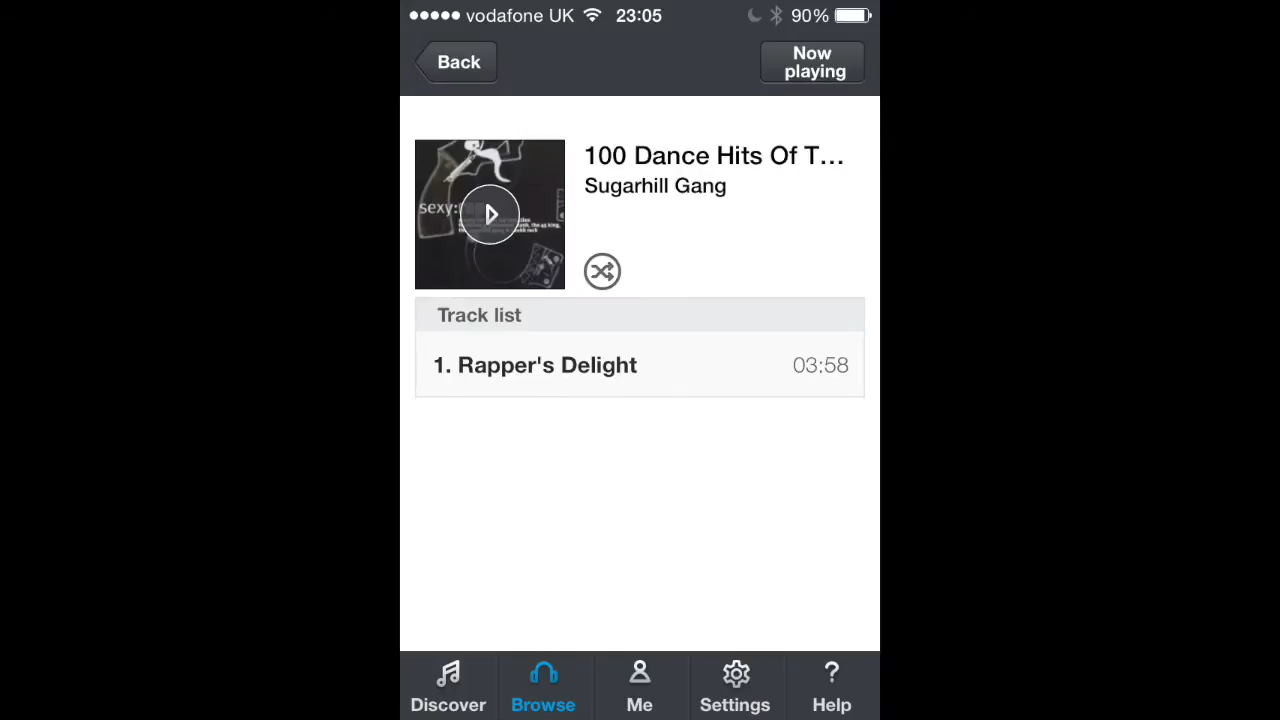 vodafone UK 23:05 90%
Back
Now
playing
100 Dance Hits Of T...
Sugarhill Gang
sexy:
Track list
1. Rapper's Delight 03:58
Discover Browse Me Settings ? Help